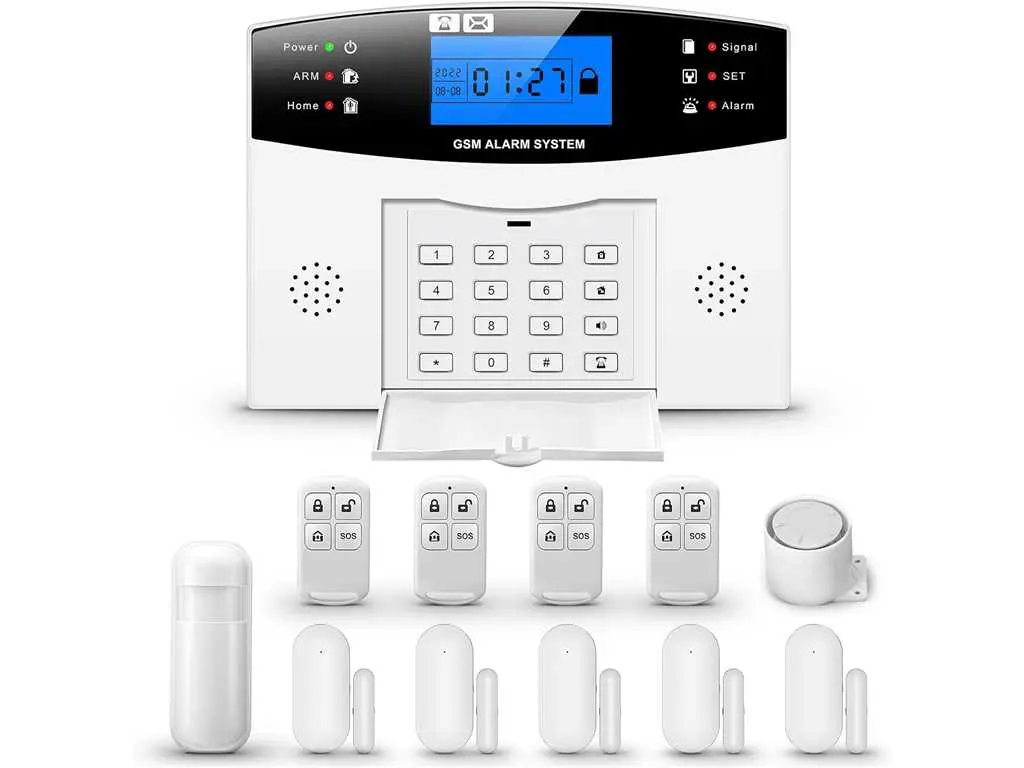 Power
ARM
Home
2022
08-08
01:27
Signal
SET
Alarm
GSM ALARM SYSTEM
1 2 3
4 5 6
7 8 9
* 0 #
SOS
SOS
SOS
SOS